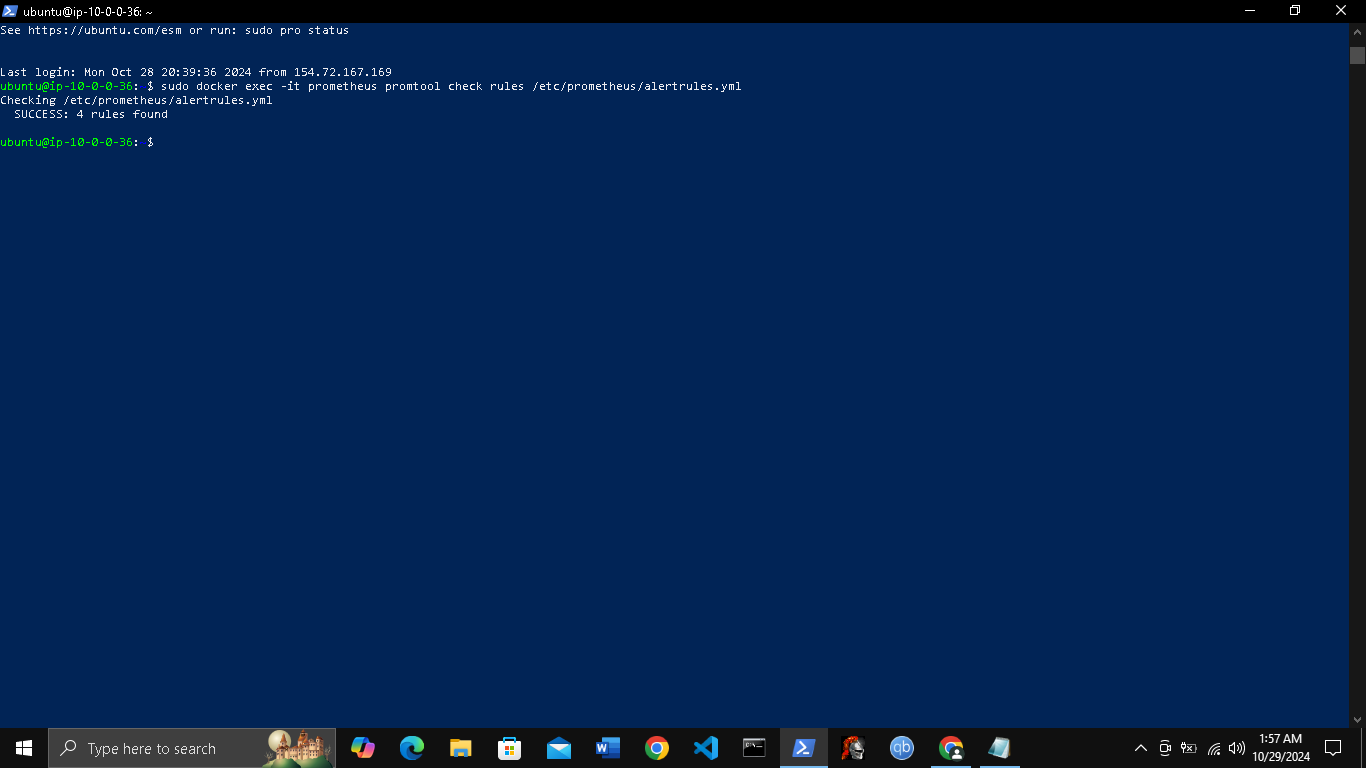 ubuntu@ip-10-0-0-36: ~
See https://ubuntu.com/esm or run: sudo pro status
Last login: Mon Oct 28 20:39:36 2024 from 154.72.167.169
ubuntu@ip-10-0-0-36:~$ sudo docker exec -it prometheus promtool check rules /etc/prometheus/alertrules.yml
Checking /etc/prometheus/alertrules.yml
  SUCCESS: 4 rules found
ubuntu@ip-10-0-0-36:~$
Type here to search
W
qb
1:57 AM
10/29/2024